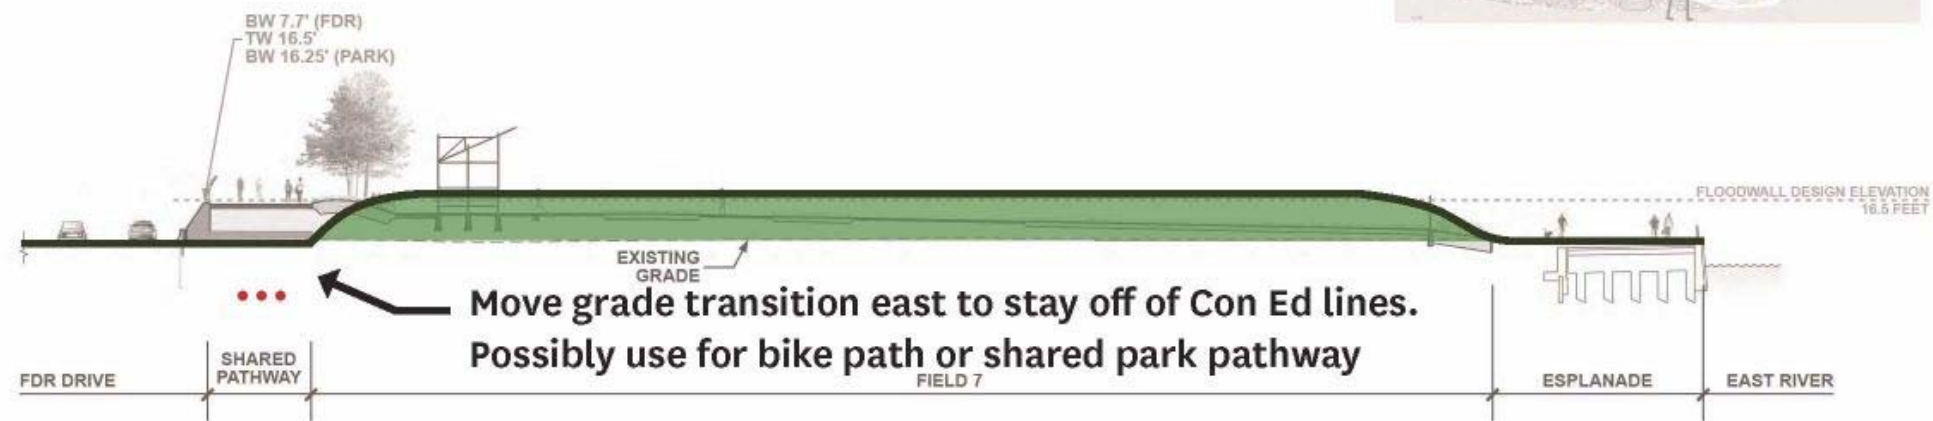 BW 7.7' (FDR)
TW 16.5'
BW 16.25' (PARK)
FLOODWALL DESIGN ELEVATION
16.5 FEET
EXISTING
GRADE
Move grade transition east to stay off of Con Ed lines.
Possibly use for bike path or shared park pathway
FDR DRIVE
SHARED
PATHWAY
FIELD 7
ESPLANADE
EAST RIVER